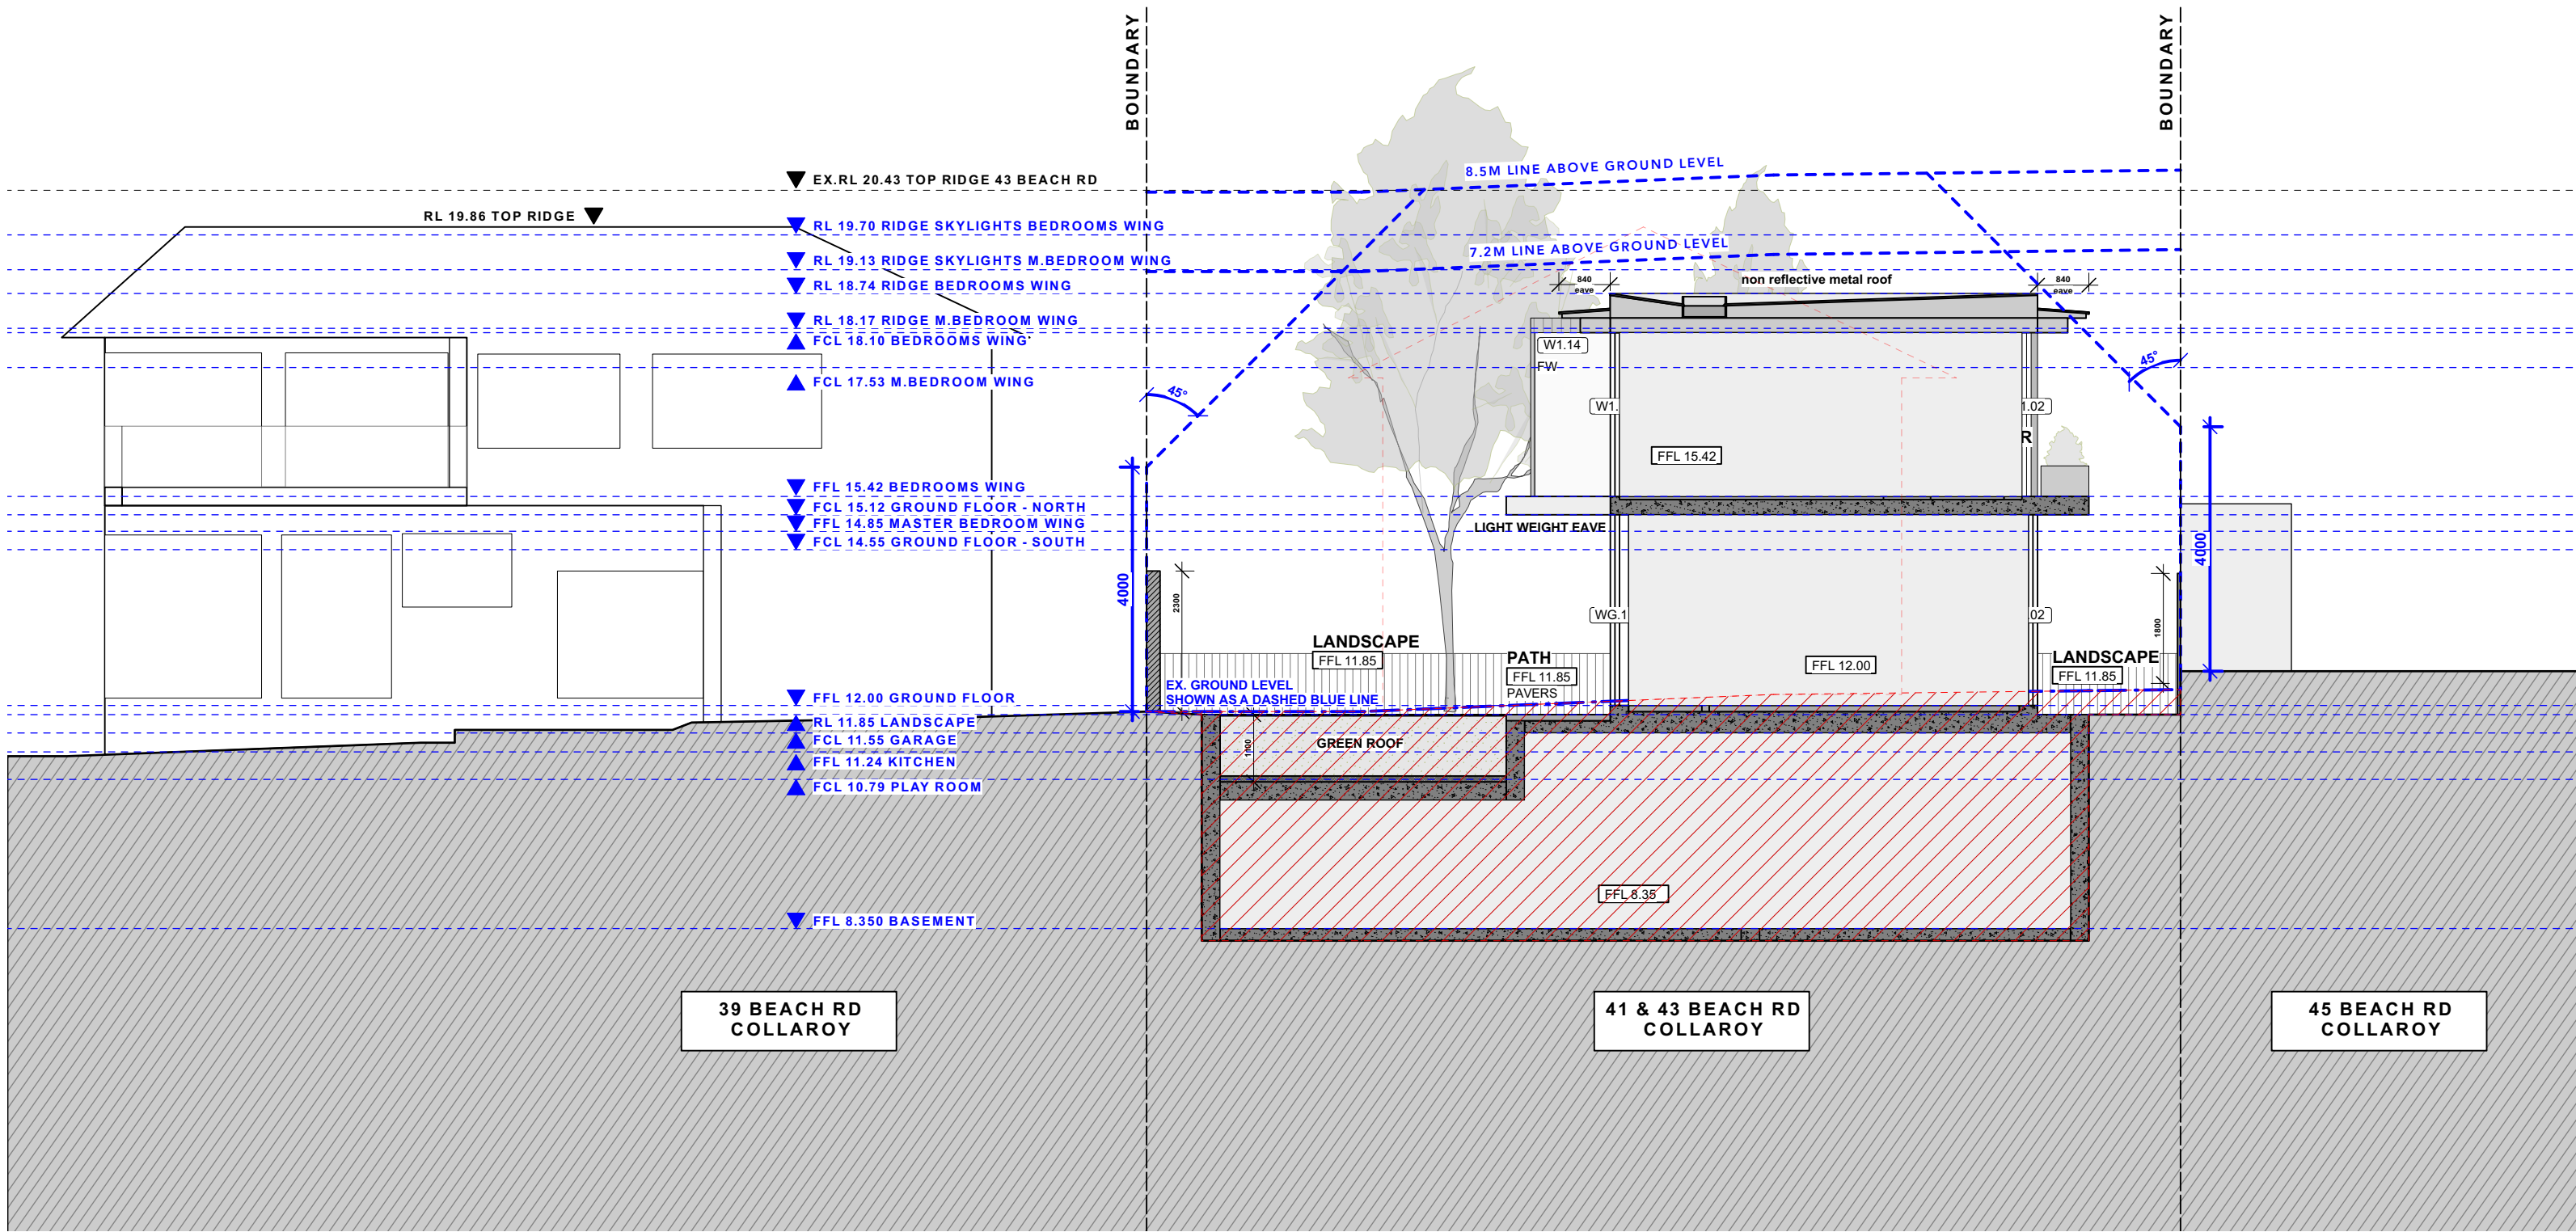 BOUNDARY
BOUNDARY
8.5M LINE ABOVE GROUND LEVEL
EX.RL 20.43 TOP RIDGE 43 BEACH RD
RL 19.86 TOP RIDGE
RL 19.70 RIDGE SKYLIGHTS BEDROOMS WING
7.2M LINE ABOVE GROUND LEVEL
RL 19.13 RIDGE SKYLIGHTS M.BEDROOM WING
840
eave
non reflective metal roof
840
eave
RL 18.74 RIDGE BEDROOMS WING
RL 18.17 RIDGE M.BEDROOM WING
FCL 18.10 BEDROOMS WING
W1.14
FW
45°
FCL 17.53 M.BEDROOM WING
45°
W1.
1.02
R
FFL 15.42
FFL 15.42 BEDROOMS WING
FCL 15.12 GROUND FLOOR - NORTH
FFL 14.85 MASTER BEDROOM WING
LIGHT WEIGHT EAVE
FCL 14.55 GROUND FLOOR - SOUTH
4000
4000
2300
WG.1
02
1800
LANDSCAPE
FFL 11.85
PATH
FFL 11.85
PAVERS
FFL 12.00
LANDSCAPE
FFL 11.85
EX. GROUND LEVEL
SHOWN AS A DASHED BLUE LINE
FFL 12.00 GROUND FLOOR
RL 11.85 LANDSCAPE
FCL 11.55 GARAGE
GREEN ROOF
FFL 11.24 KITCHEN
FCL 10.79 PLAY ROOM
FFL 8.35
FFL 8.350 BASEMENT
39 BEACH RD
COLLAROY
41 & 43 BEACH RD
COLLAROY
45 BEACH RD
COLLAROY